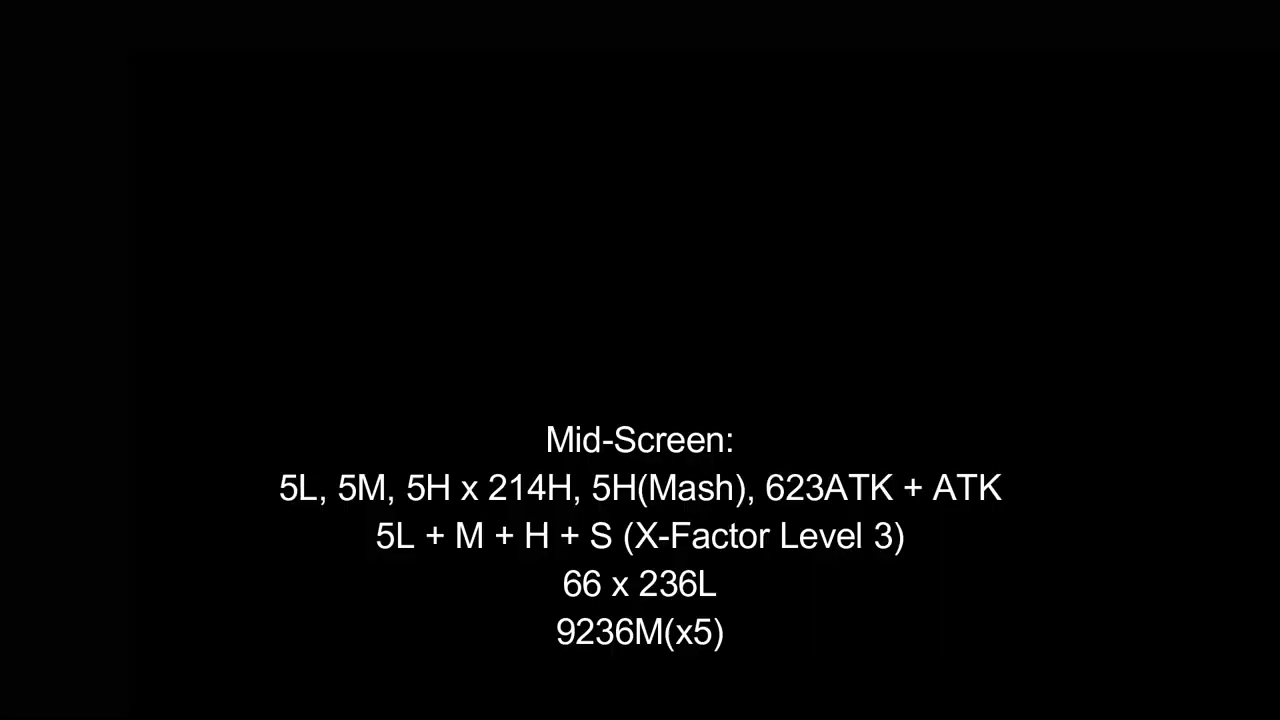 Mid-Screen:
5L, 5M, 5H x 214H, 5H(Mash), 623ATK + ATK
5L + M + H + S (X-Factor Level 3)
66 x 236L
9236M(x5)